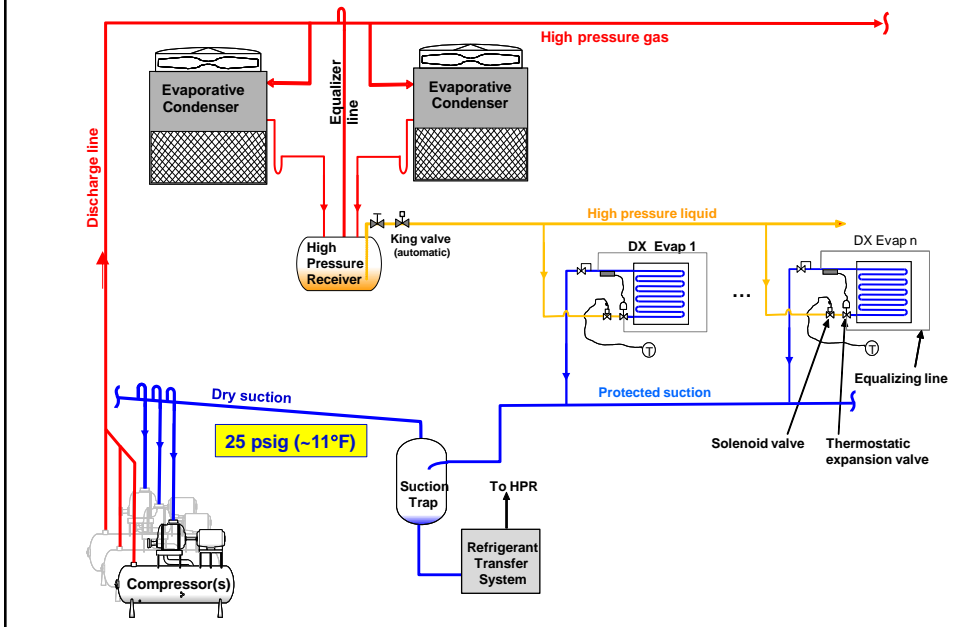 High pressure gas
Evaporative
Condenser
Equalizer
line
Evaporative
Condenser
Discharge line
High pressure liquid
King valve
(automatic)
High
Pressure
Receiver
DX Evap 1
DX Evap n
...
T
T
Equalizing line
Dry suction
Protected suction
25 psig (~11°F)
Solenoid valve
Thermostatic
expansion valve
Suction
Trap
To HPR
Refrigerant
Transfer
System
Compressor(s)